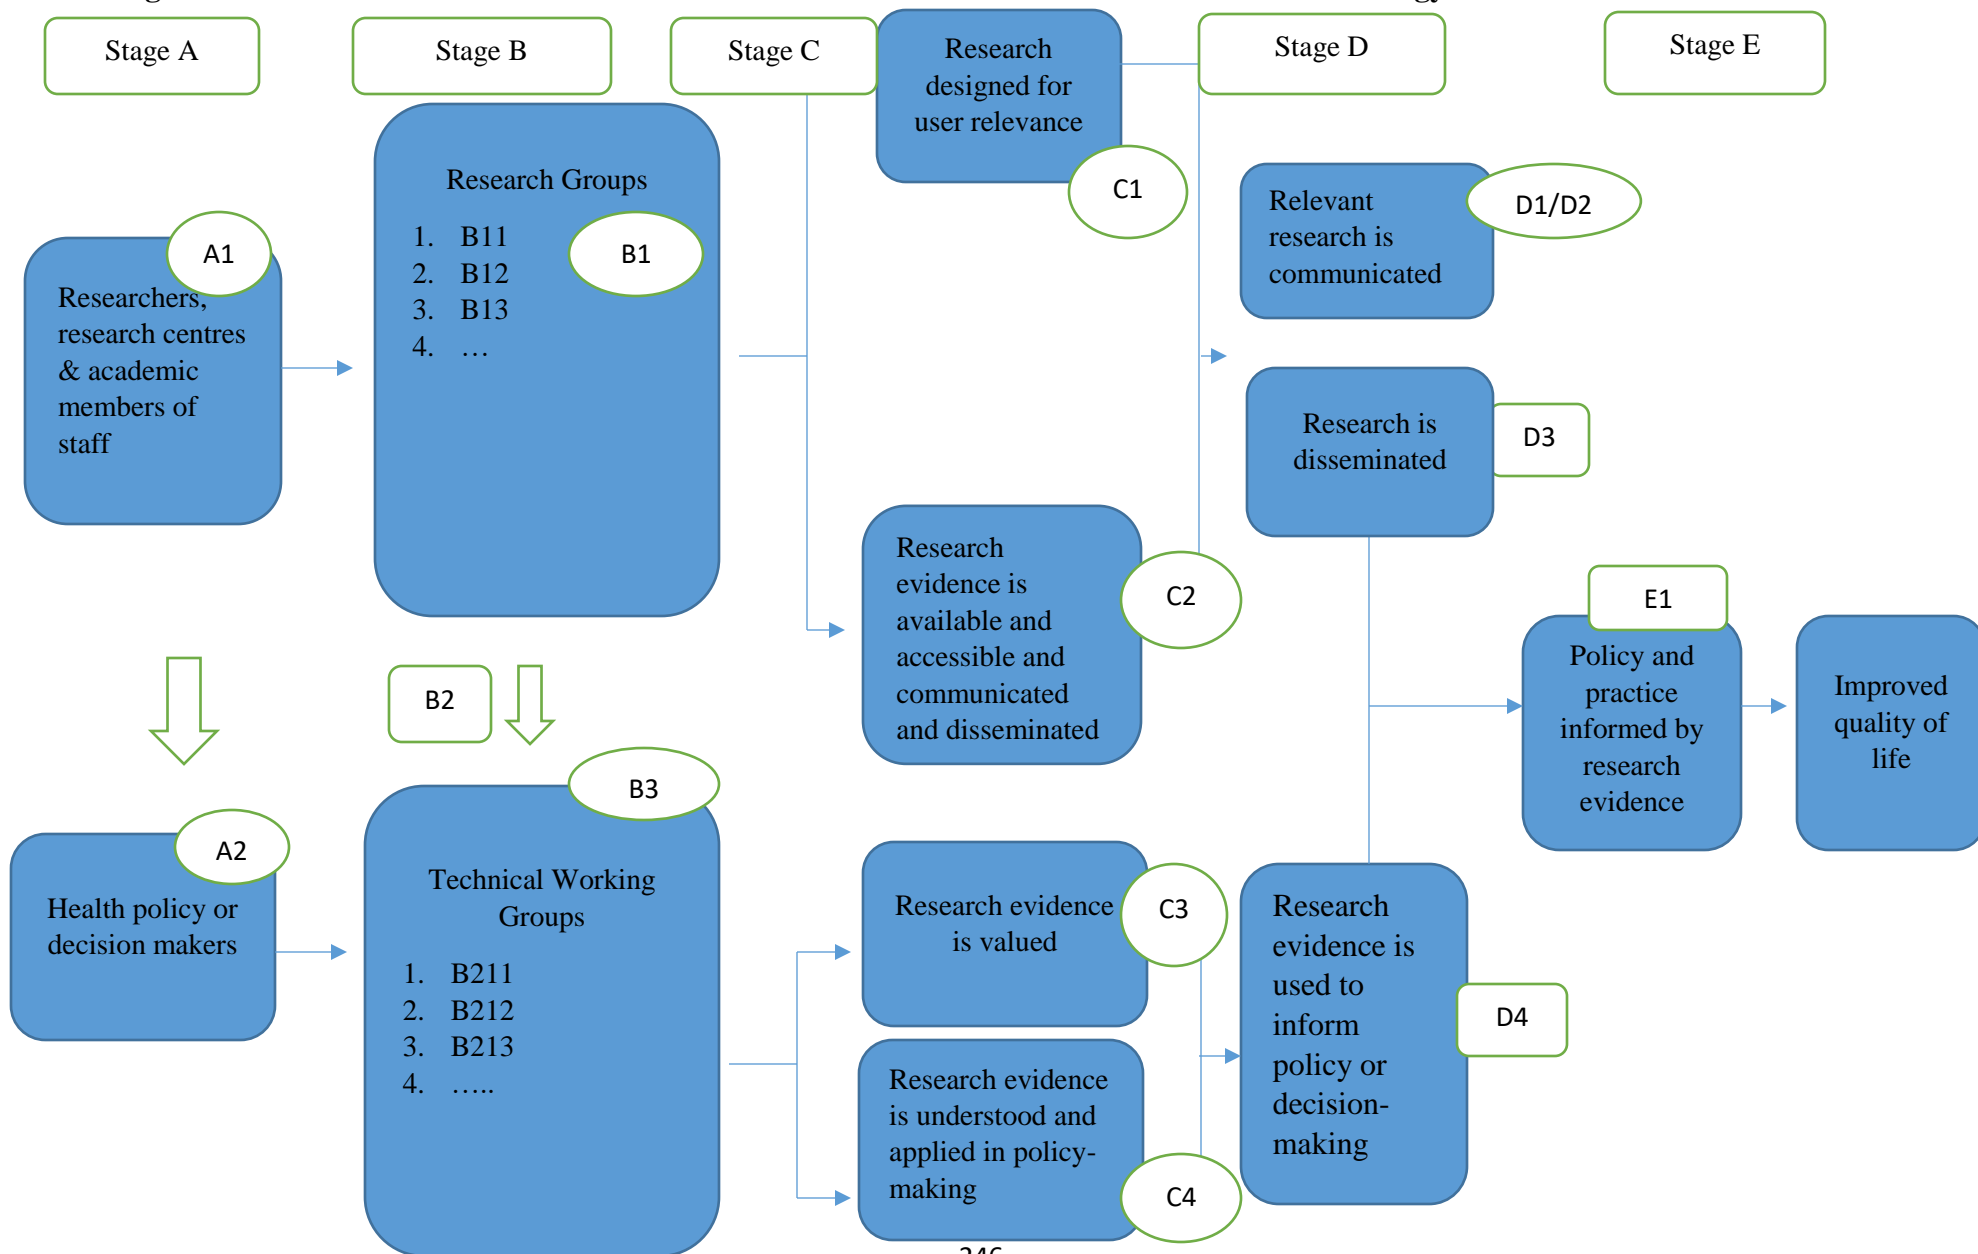 Stage A
Stage B
Stage C
Stage D
Stage E
A1
Researchers,
research centres
& academic
members of
staff
A2
Health policy or
decision makers
Research Groups
B1
1. B11
2. B12
3. B13
4. …
B2
B3
Technical Working
Groups
1. B211
2. B212
3. B213
4. …..
Research
designed for
user relevance
C1
Research
evidence is
available and
accessible and
communicated
and disseminated
C2
Research evidence
is valued
C3
Research evidence
is understood and
applied in policy-
making
C4
Relevant
research is
communicated
D1/D2
Research is
disseminated
D3
Research
evidence is
used to
inform
policy or
decision-
making
D4
E1
Policy and
practice
informed by
research
evidence
Improved
quality of
life